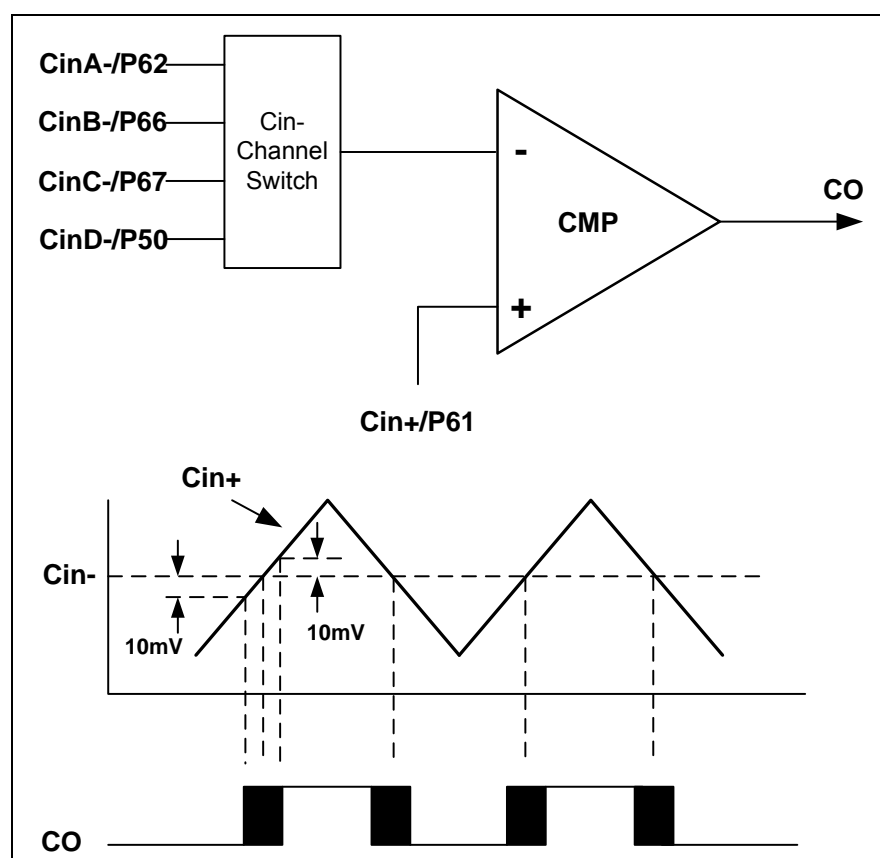 CinA-/P62
CinB-/P66
CinC-/P67
CinD-/P50
Cin-
Channel
Switch
-
+
CMP
CO
Cin+/P61
Cin+
Cin-
10mV
10mV
CO